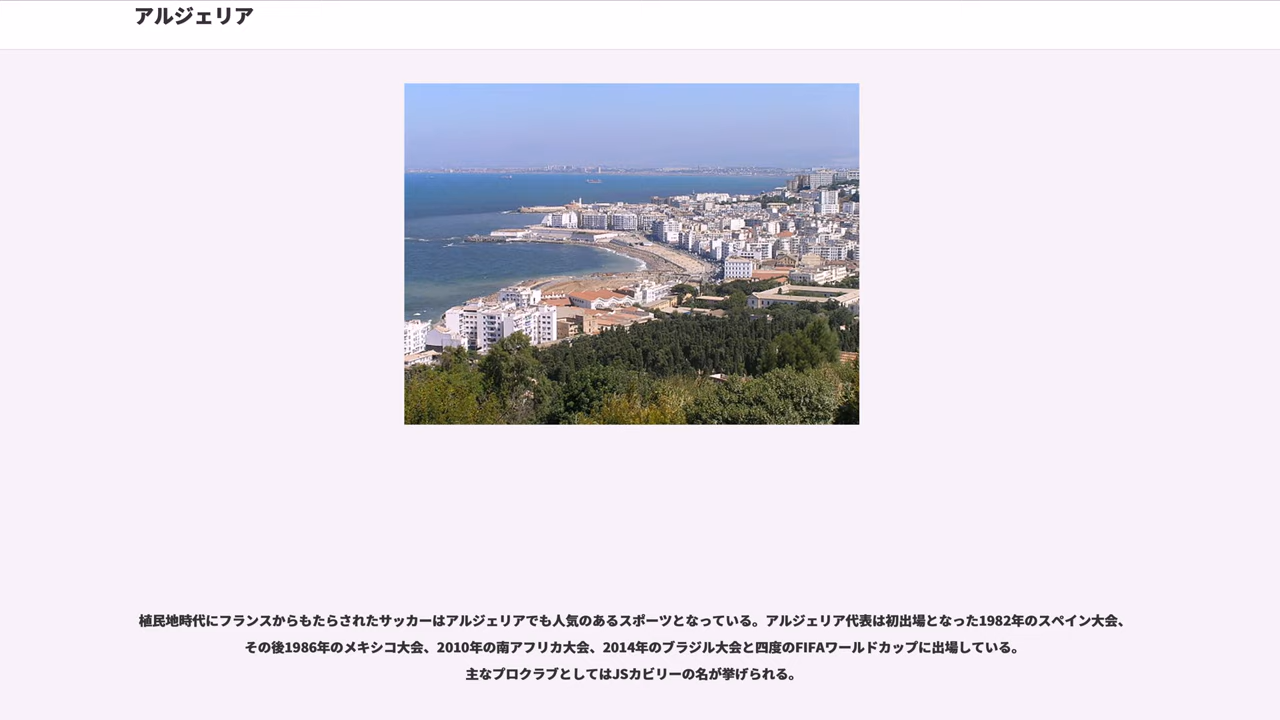 アルジェリア
植民地時代にフランスからもたらされたサッカーはアルジェリアでも人気のあるスポーツとなっている。アルジェリア代表は初出場となった1982年のスペイン大会、
その後1986年のメキシコ大会、2010年の南アフリカ大会、2014年のブラジル大会と四度のFIFAワールドカップに出場している。
主なプロクラブとしてはJSカビリーの名が挙げられる。